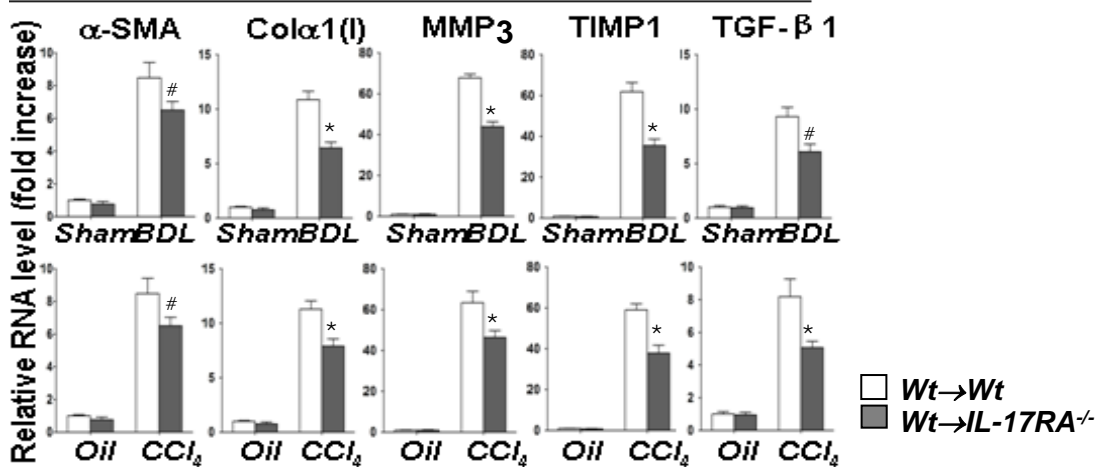 Relative RNA level (fold increase)
α-SMA Colα1(I) MMP3 TIMP1 TGF-β 1
10 15 80 80 15
8 10 60 60 10
6 5 40 40 5
4 0 20 20 0
2 0 0
0
# * * * #
Sham BDL Sham BDL Sham BDL Sham BDL Sham BDL
10 15 80 80 10
8 10 60 60 8
6 5 40 40 6
4 0 20 20 4
2 0 0 2
0 0
# * * * *
Oil CCl₄ Oil CCl₄ Oil CCl₄ Oil CCl₄ Oil CCl₄
Wt→Wt
Wt→IL-17RA⁻/⁻